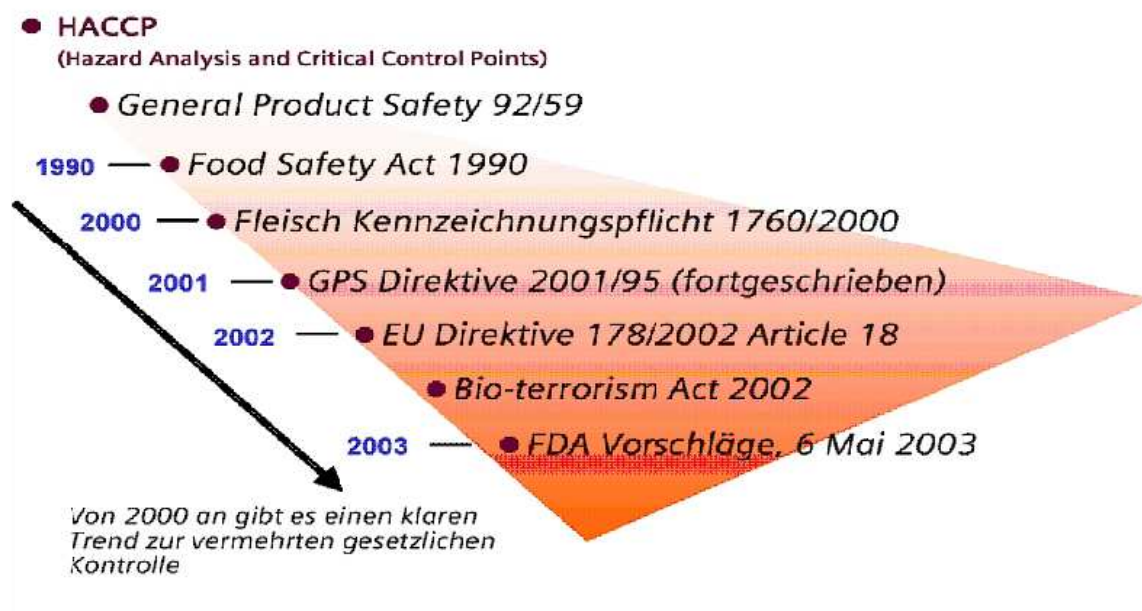 HACCP
(Hazard Analysis and Critical Control Points)
General Product Safety 92/59
1990 Food Safety Act 1990
2000 Fleisch Kennzeichnungspflicht 1760/2000
2001 GPS Direktive 2001/95 (fortgeschrieben)
2002 EU Direktive 178/2002 Article 18
Bio-terrorism Act 2002
2003 FDA Vorschläge, 6 Mai 2003
Von 2000 an gibt es einen klaren
Trend zur vermehrten gesetzlichen
Kontrolle